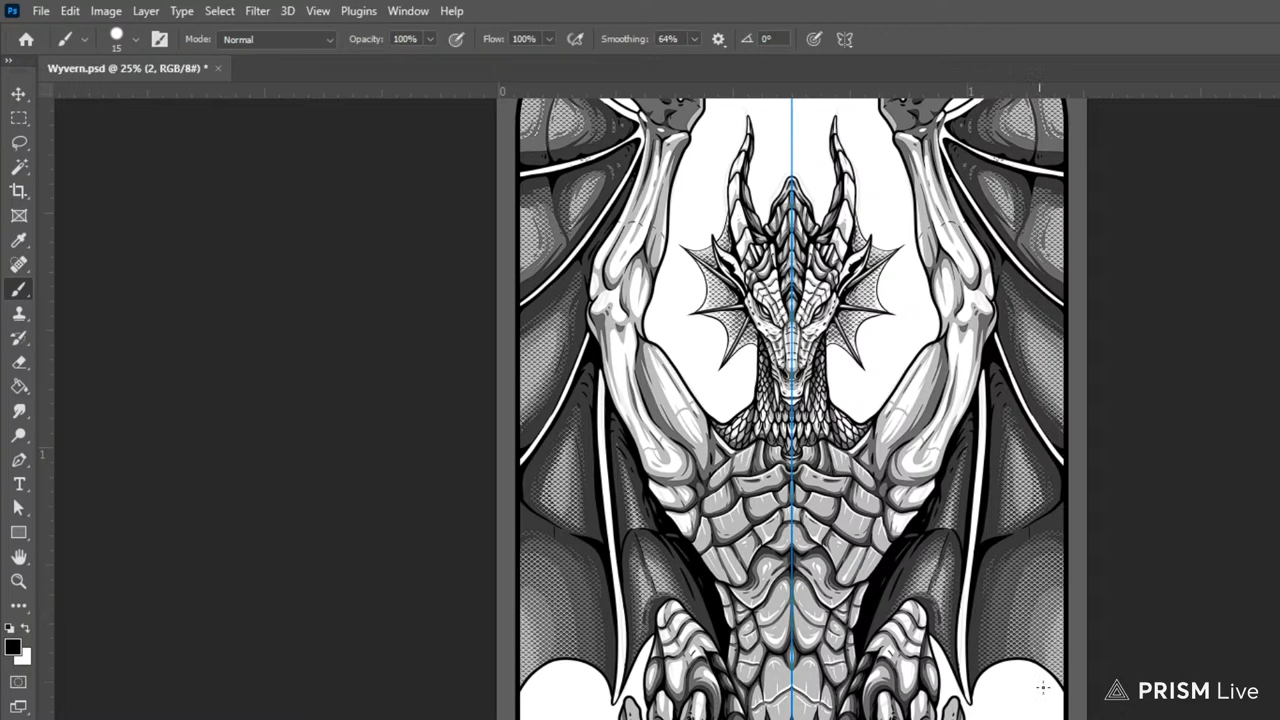 Ps File Edit Image Layer Type Select Filter 3D View Plugins Window Help
15 Mode: Normal Opacity: 100% Flow: 100% Smoothing: 64% 0°
Wyvern.psd @ 25% (2, RGB/8#) * ×
0 1
1
T
PRISM Live